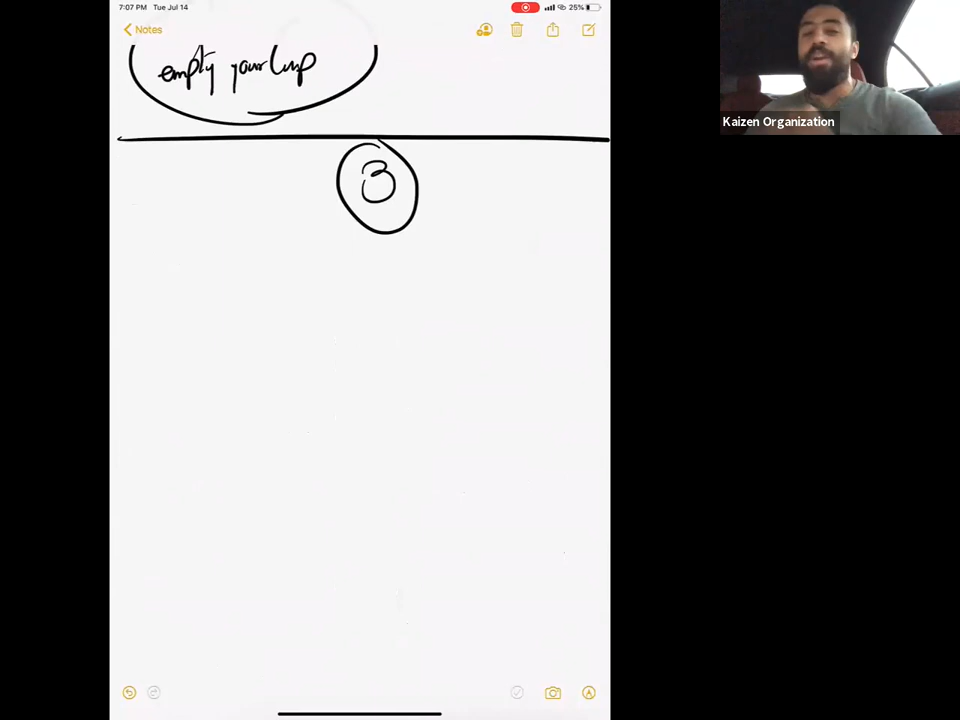 7:07 PM Tue Jul 14
25%
Notes
empty your cup
3
Kaizen Organization